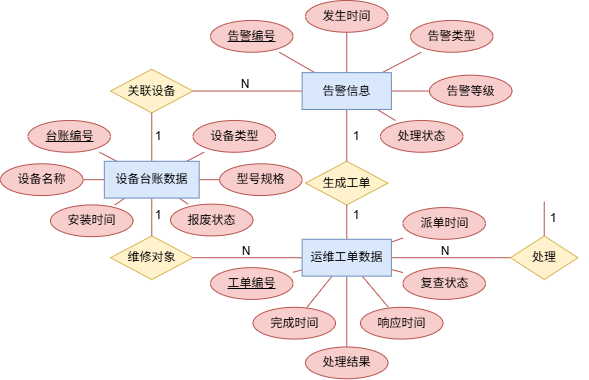 发生时间
告警编号
告警类型
N
关联设备
告警信息
告警等级
1
1
台账编号
设备类型
处理状态
设备名称
设备台账数据
型号规格
生成工单
安装时间
报废状态
1
1
派单时间
1
维修对象
N
运维工单数据
N
处理
工单编号
复查状态
完成时间
响应时间
处理结果